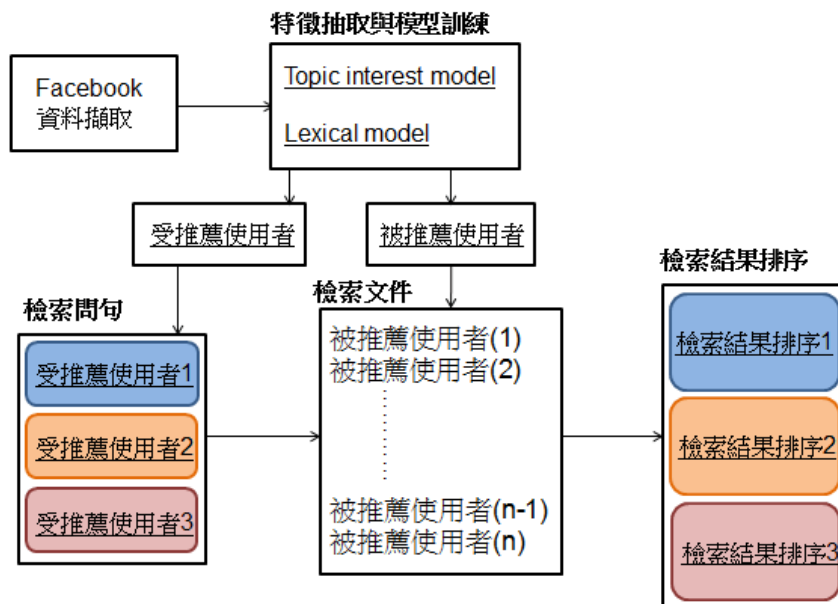 特徵抽取與模型訓練
Facebook
資料擷取
Topic interest model
Lexical model
受推薦使用者
被推薦使用者
檢索問句
受推薦使用者1
受推薦使用者2
受推薦使用者3
檢索文件
被推薦使用者(1)
被推薦使用者(2)
被推薦使用者(n-1)
被推薦使用者(n)
檢索結果排序
檢索結果排序1
檢索結果排序2
檢索結果排序3